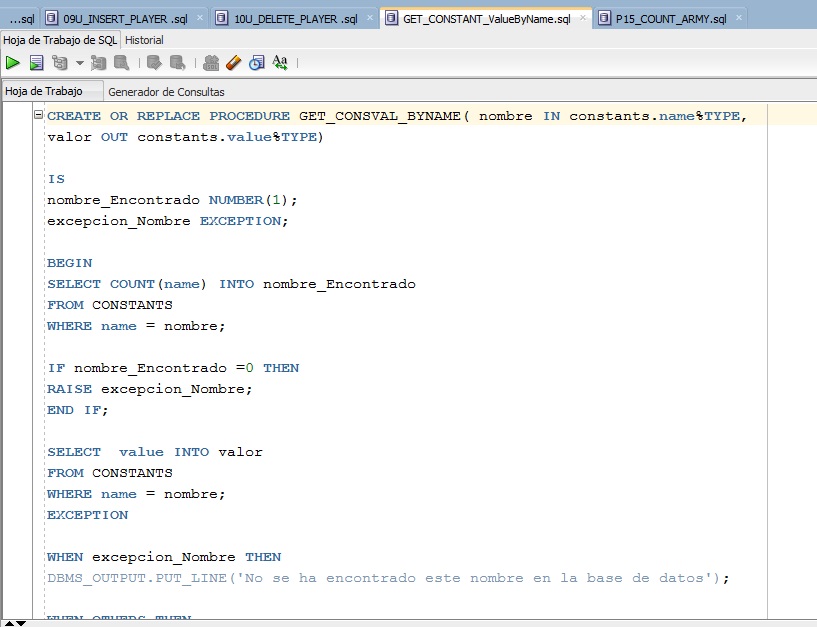 ...sql 09U_INSERT_PLAYER .sql 10U_DELETE_PLAYER .sql GET_CONSTANT_ValueByName.sql P15_COUNT_ARMY.sql
Hoja de Trabajo de SQL Historial
Aa
Hoja de Trabajo Generador de Consultas
CREATE OR REPLACE PROCEDURE GET_CONSVAL_BYNAME( nombre IN constants.name%TYPE,
valor OUT constants.value%TYPE)
IS
nombre_Encontrado NUMBER(1);
excepcion_Nombre EXCEPTION;
BEGIN
SELECT COUNT(name) INTO nombre_Encontrado
FROM CONSTANTS
WHERE name = nombre;
IF nombre_Encontrado =0 THEN
RAISE excepcion_Nombre;
END IF;
SELECT value INTO valor
FROM CONSTANTS
WHERE name = nombre;
EXCEPTION
WHEN excepcion_Nombre THEN
DBMS_OUTPUT.PUT_LINE('No se ha encontrado este nombre en la base de datos');
WHEN OTHERS THEN